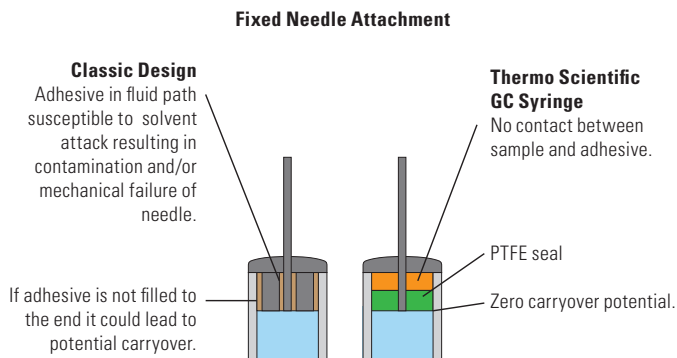 Fixed Needle Attachment
Classic Design
Adhesive in fluid path
susceptible to solvent
attack resulting in
contamination and/or
mechanical failure of
needle.
If adhesive is not filled to
the end it could lead to
potential carryover.
Thermo Scientific
GC Syringe
No contact between
sample and adhesive.
PTFE seal
Zero carryover potential.